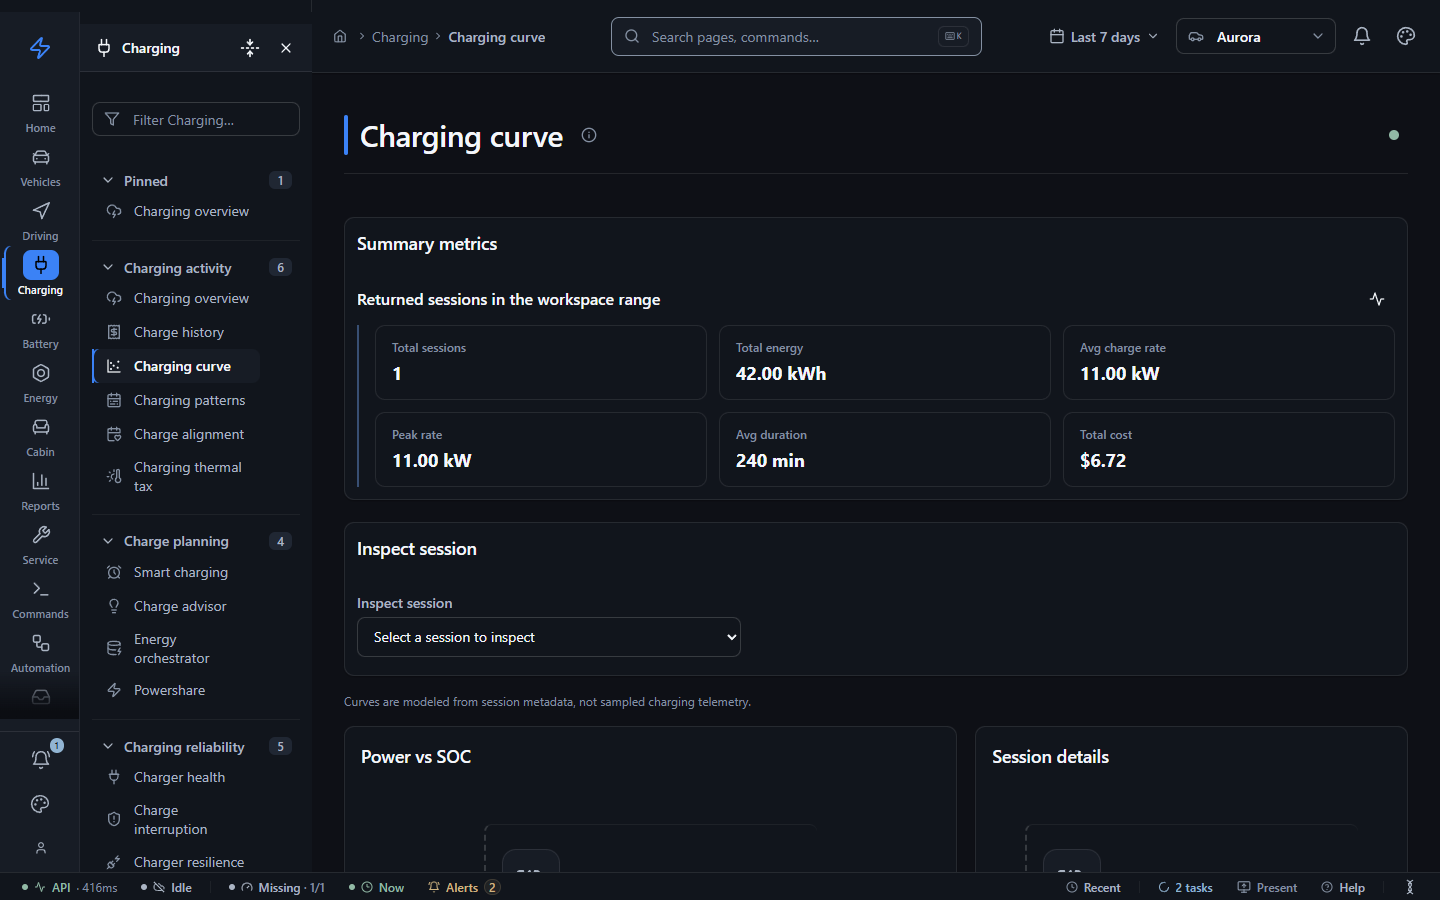 Home
Vehicles
Driving
Charging
Battery
Energy
Cabin
Reports
Service
Commands
Automation
1
Charging
Filter Charging...
Pinned 1
Charging overview
Charging activity 6
Charging overview
Charge history
Charging curve
Charging patterns
Charge alignment
Charging thermal
tax
Charge planning 4
Smart charging
Charge advisor
Energy
orchestrator
Powershare
Charging reliability 5
Charger health
Charge
interruption
Charger resilience
Charging Charging curve
Search pages, commands... K
Last 7 days
Aurora
Charging curve
Summary metrics
Returned sessions in the workspace range
Total sessions
1
Total energy
42.00 kWh
Avg charge rate
11.00 kW
Peak rate
11.00 kW
Avg duration
240 min
Total cost
$6.72
Inspect session
Inspect session
Select a session to inspect
Curves are modeled from session metadata, not sampled charging telemetry.
Power vs SOC
Session details
API · 416ms
Idle
Missing · 1/1
Now
Alerts 2
Recent
2 tasks
Present
Help